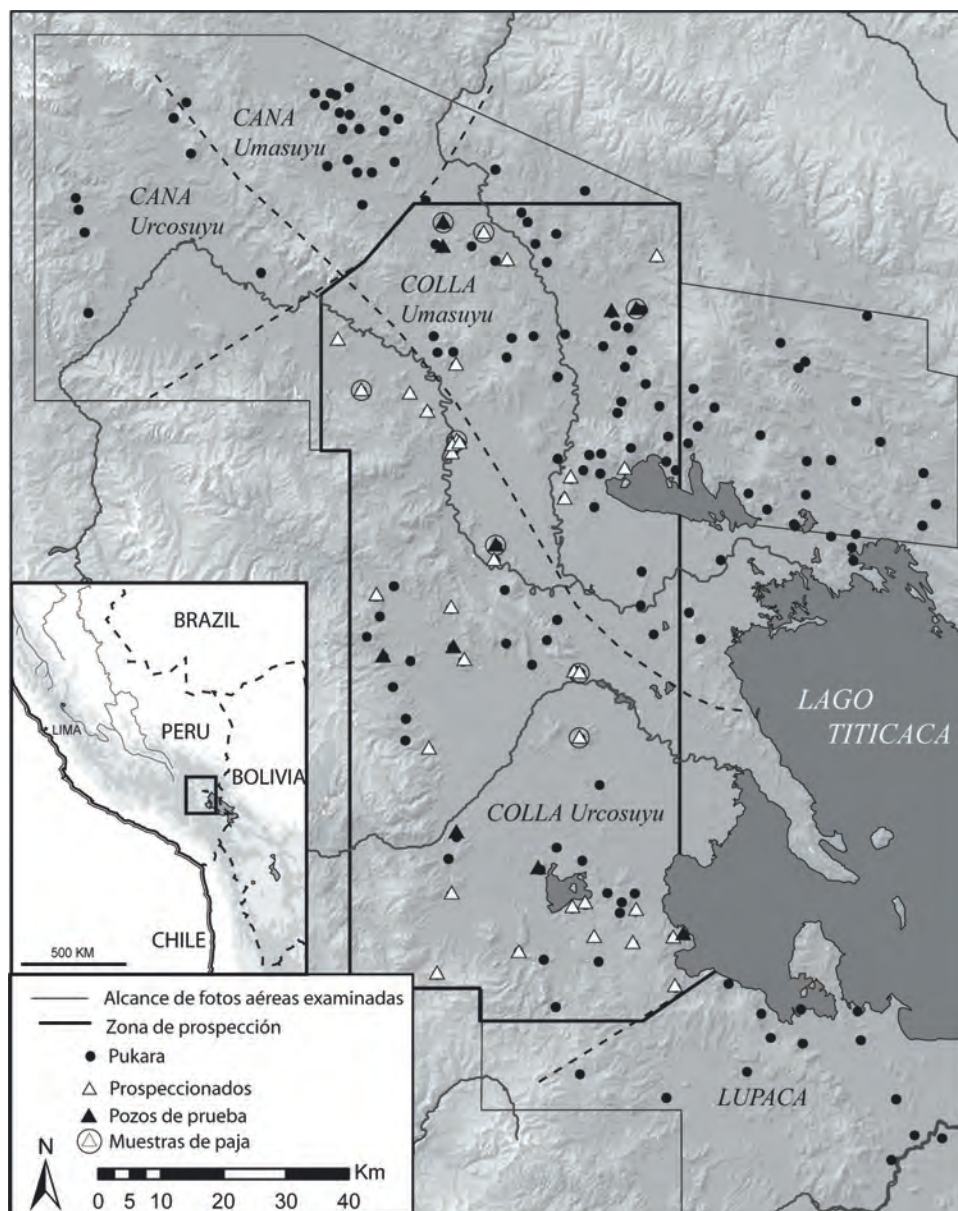 CANA
Umasuyu
CANA
Urcosuyu
COLLA
Umasuyu
LAGO
TITICACA
COLLA Urcosuyu
LUPACA
BRAZIL
LIMA
PERU
BOLIVIA
CHILE
500 KM
Alcance de fotos aéreas examinadas
Zona de prospección
Pukara
Prospeccionados
Pozos de prueba
Muestras de paja
N
Km
0 5 10 20 30 40